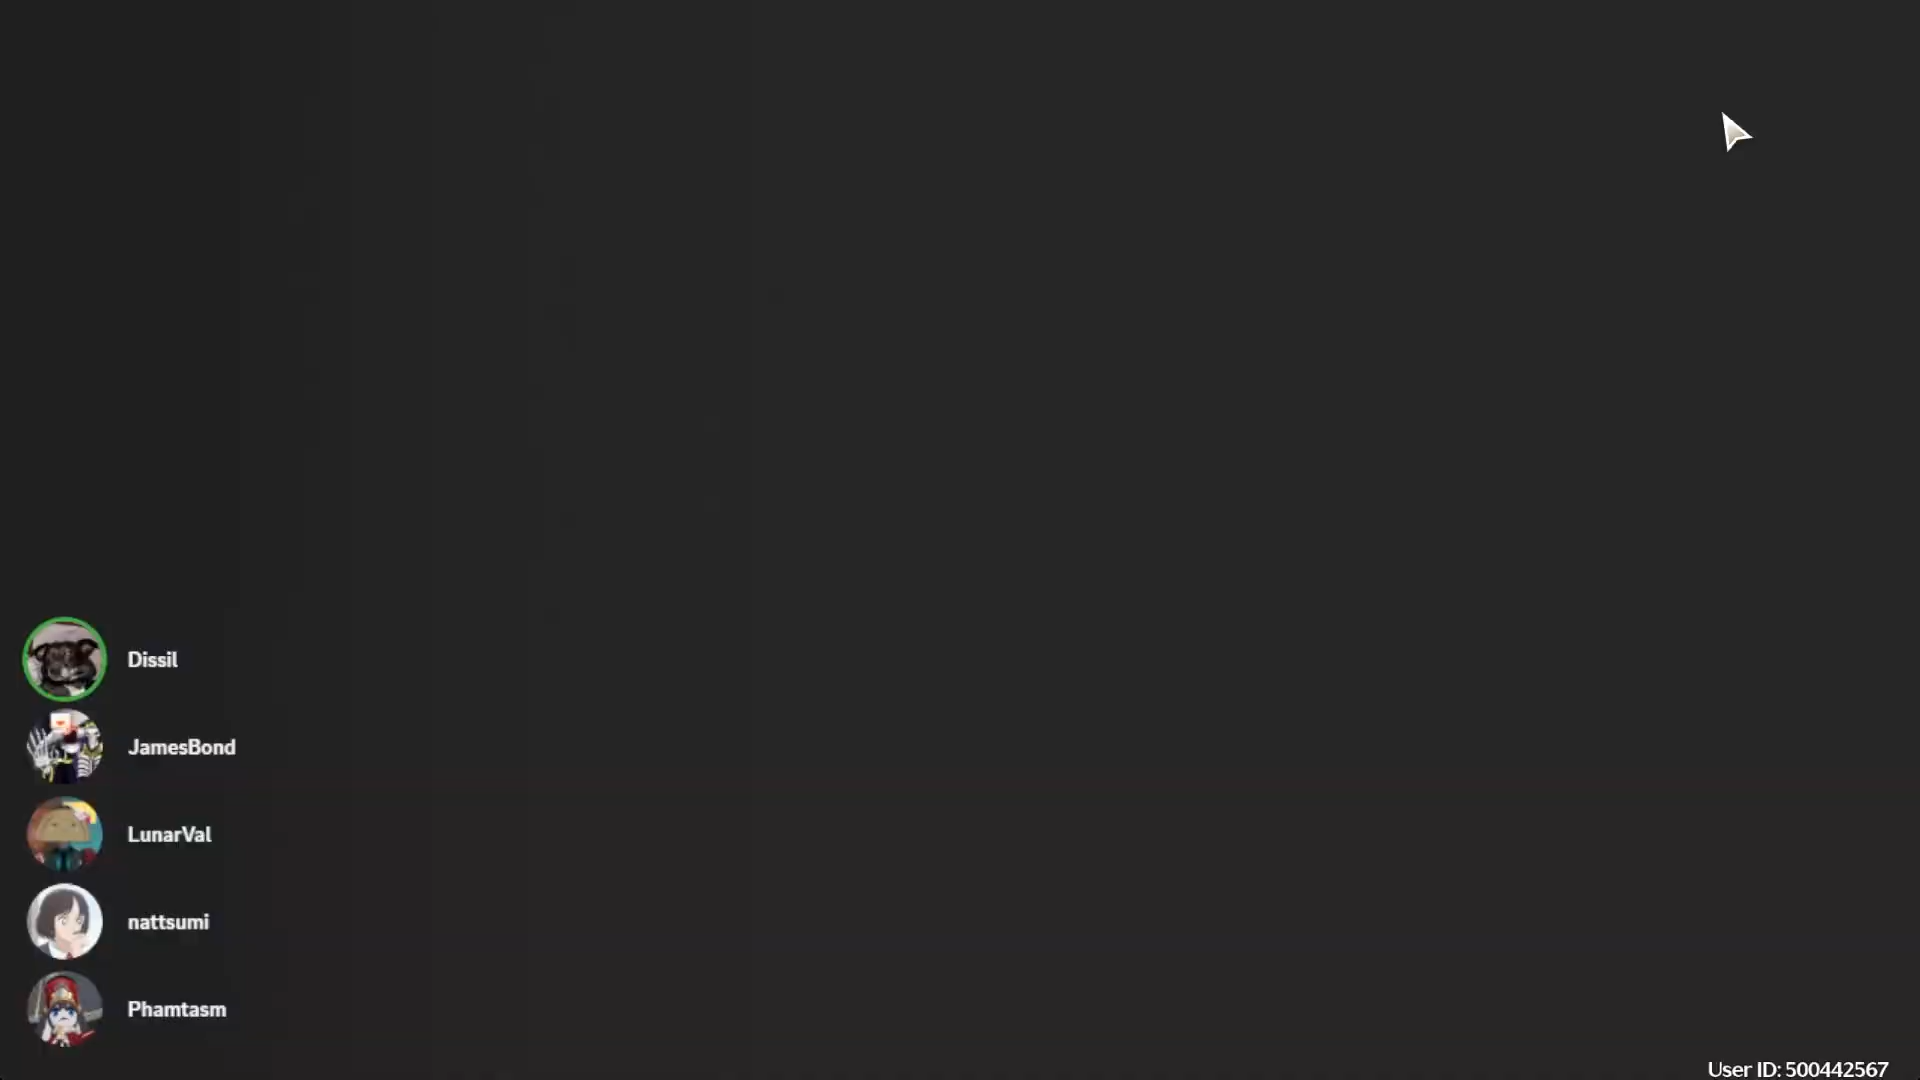 Dissil
JamesBond
LunarVal
nattsumi
Phamtasm
User ID: 500442567